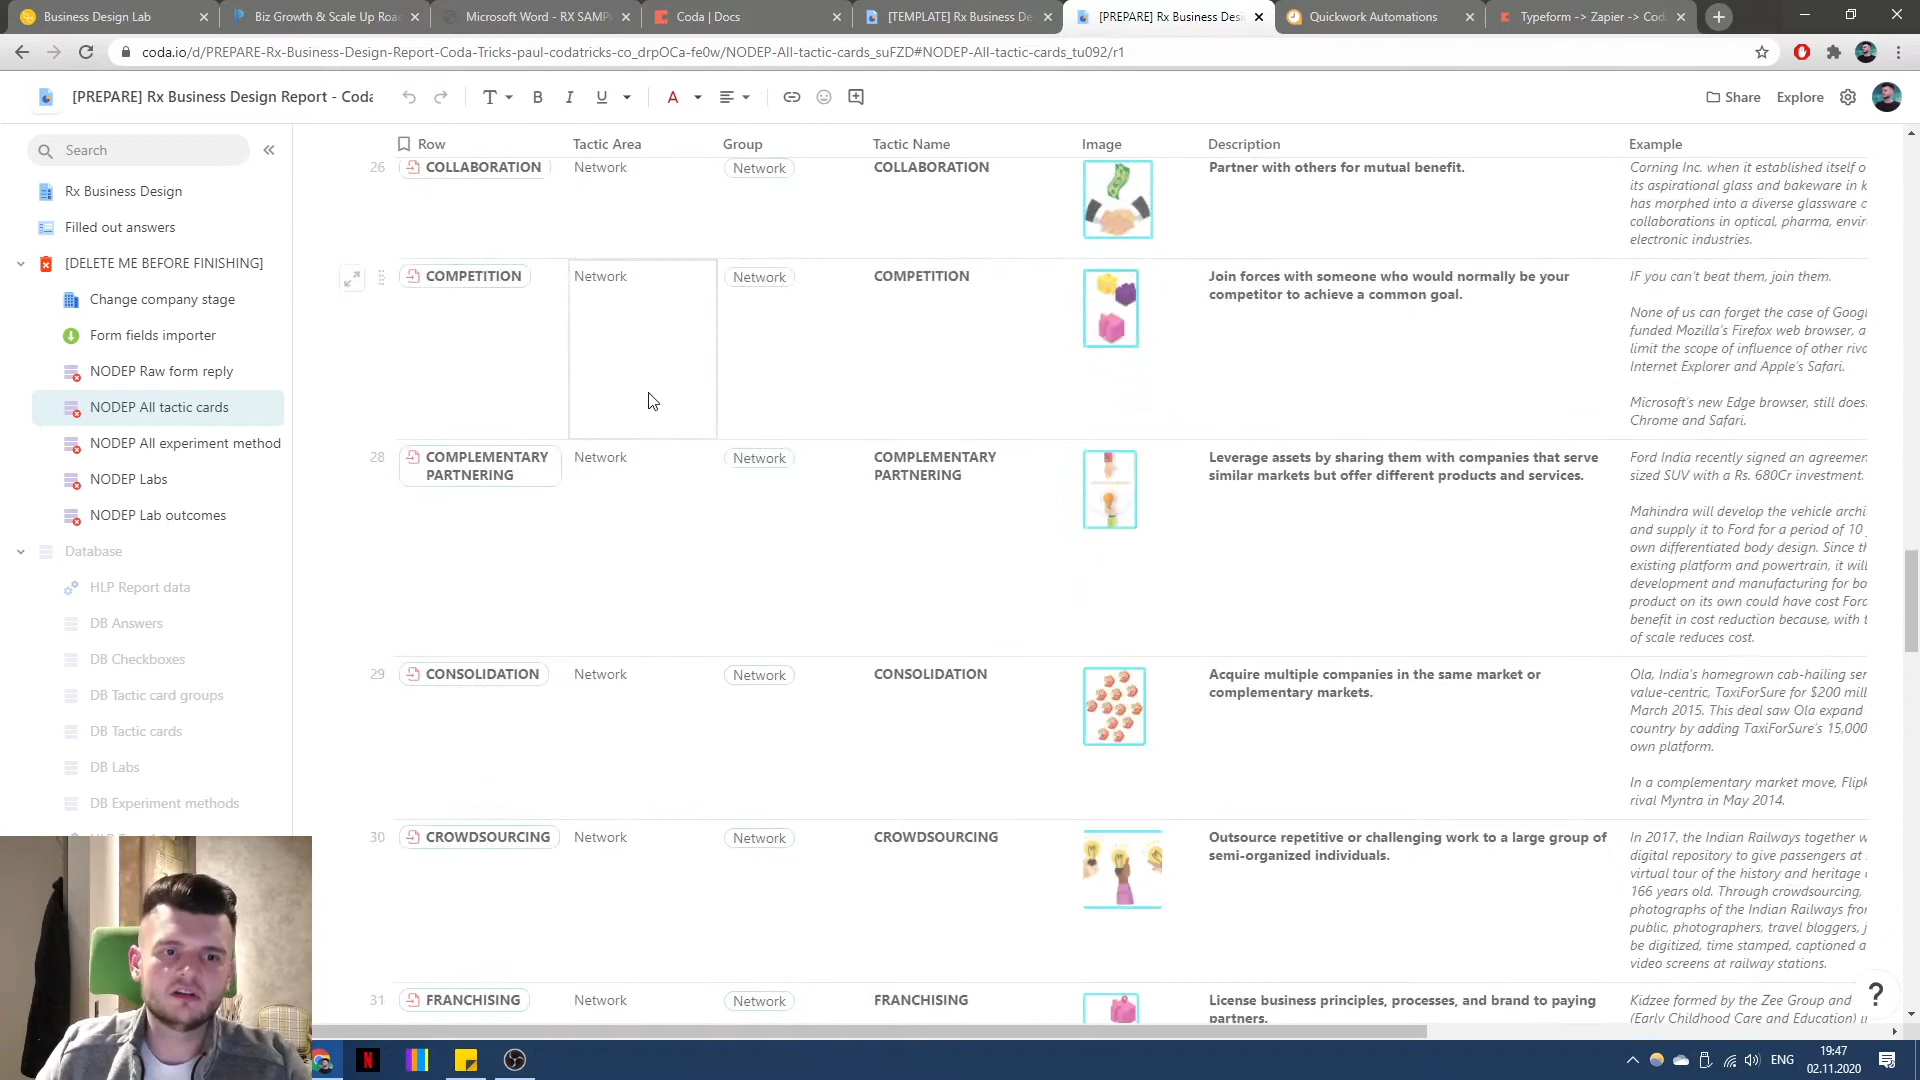 Business Design Lab
Biz Growth & Scale Up Roa
Microsoft Word - RX SAMPL
Coda | Docs
[TEMPLATE] Rx Business De
[PREPARE] Rx Business Desi
Quickwork Automations
Typeform -> Zapier -> Cod
coda.io/d/PREPARE-Rx-Business-Design-Report-Coda-Tricks-paul-codatricks-co_drpOCa-fe0w/NODEP-All-tactic-cards_suFZD#NODEP-All-tactic-cards_tu092/r1
[PREPARE] Rx Business Design Report - Coda
Share
Explore
Search
Rx Business Design
Filled out answers
[DELETE ME BEFORE FINISHING]
Change company stage
Form fields importer
NODEP Raw form reply
NODEP All tactic cards
NODEP All experiment method
NODEP Labs
NODEP Lab outcomes
Database
HLP Report data
DB Answers
DB Checkboxes
DB Tactic card groups
DB Tactic cards
DB Labs
DB Experiment methods
Row Tactic Area Group Tactic Name Image Description Example
26 COLLABORATION Network Network COLLABORATION Partner with others for mutual benefit.
Corning Inc. when it established itself o
its aspirational glass and bakeware in k
has morphed into a diverse glassware c
collaborations in optical, pharma, envir
electronic industries.
COMPETITION Network Network COMPETITION
Join forces with someone who would normally be your
competitor to achieve a common goal.
IF you can't beat them, join them.
None of us can forget the case of Googl
funded Mozilla's Firefox web browser, a
limit the scope of influence of other riva
Internet Explorer and Apple's Safari.
Microsoft's new Edge browser, still does
Chrome and Safari.
28 COMPLEMENTARY
PARTNERING
Network Network COMPLEMENTARY
PARTNERING
Leverage assets by sharing them with companies that serve
similar markets but offer different products and services.
Ford India recently signed an agreemen
sized SUV with a Rs. 680Cr investment.
Mahindra will develop the vehicle archi
and supply it to Ford for a period of 10
own differentiated body design. Since th
existing platform and powertrain, it will
development and manufacturing for bo
product on its own could have cost Ford
benefit in cost reduction because, with t
of scale reduces cost.
29 CONSOLIDATION Network Network CONSOLIDATION
Acquire multiple companies in the same market or
complementary markets.
Ola, India's homegrown cab-hailing ser
value-centric, TaxiForSure for $200 mill
March 2015. This deal saw Ola expand
country by adding TaxiForSure's 15,000
own platform.
In a complementary market move, Flipk
rival Myntra in May 2014.
30 CROWDSOURCING Network Network CROWDSOURCING
Outsource repetitive or challenging work to a large group of
semi-organized individuals.
In 2017, the Indian Railways together w
digital repository to give passengers at
virtual tour of the history and heritage
166 years old. Through crowdsourcing,
photographs of the Indian Railways fror
public, photographers, travel bloggers, j
be digitized, time stamped, captioned a
video screens at railway stations.
31 FRANCHISING Network Network FRANCHISING
License business principles, processes, and brand to paying
partners.
Kidzee formed by the Zee Group and
(Early Childhood Care and Education) u
ENG
19:47
02.11.2020